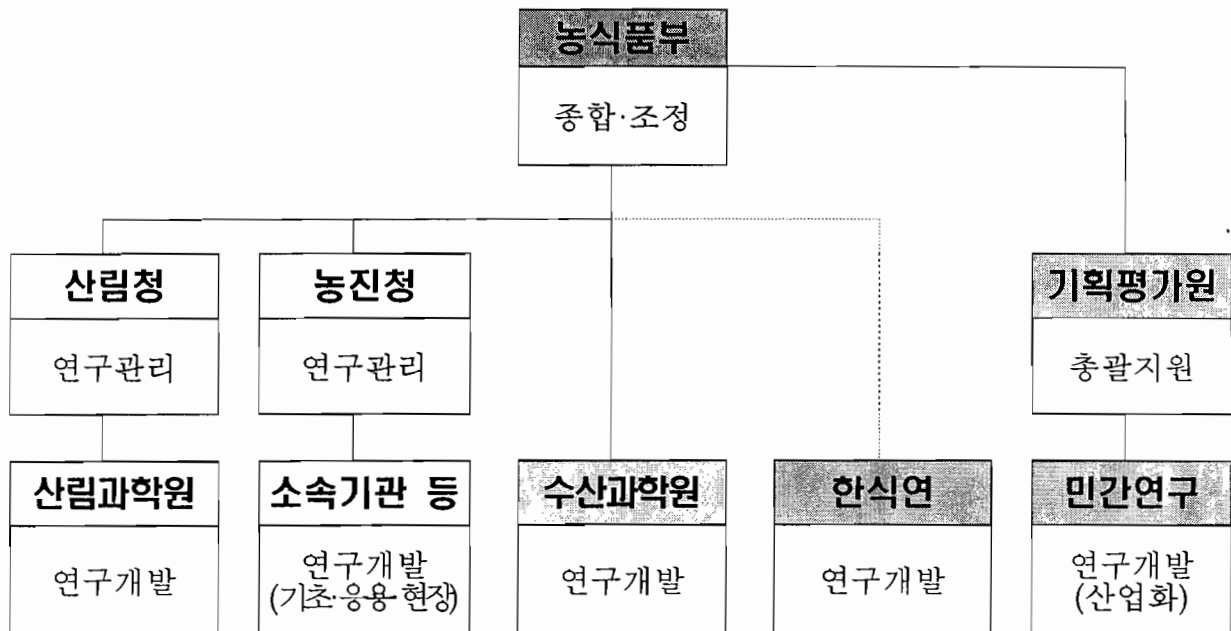 농식품부
종합·조정
산림청
농진청
기획평가원
연구관리
연구관리
총괄지원
산림과학원
소속기관 등
수산과학원
한식연
민간연구
연구개발
연구개발
(기초·응용·현장)
연구개발
연구개발
연구개발
(산업화)